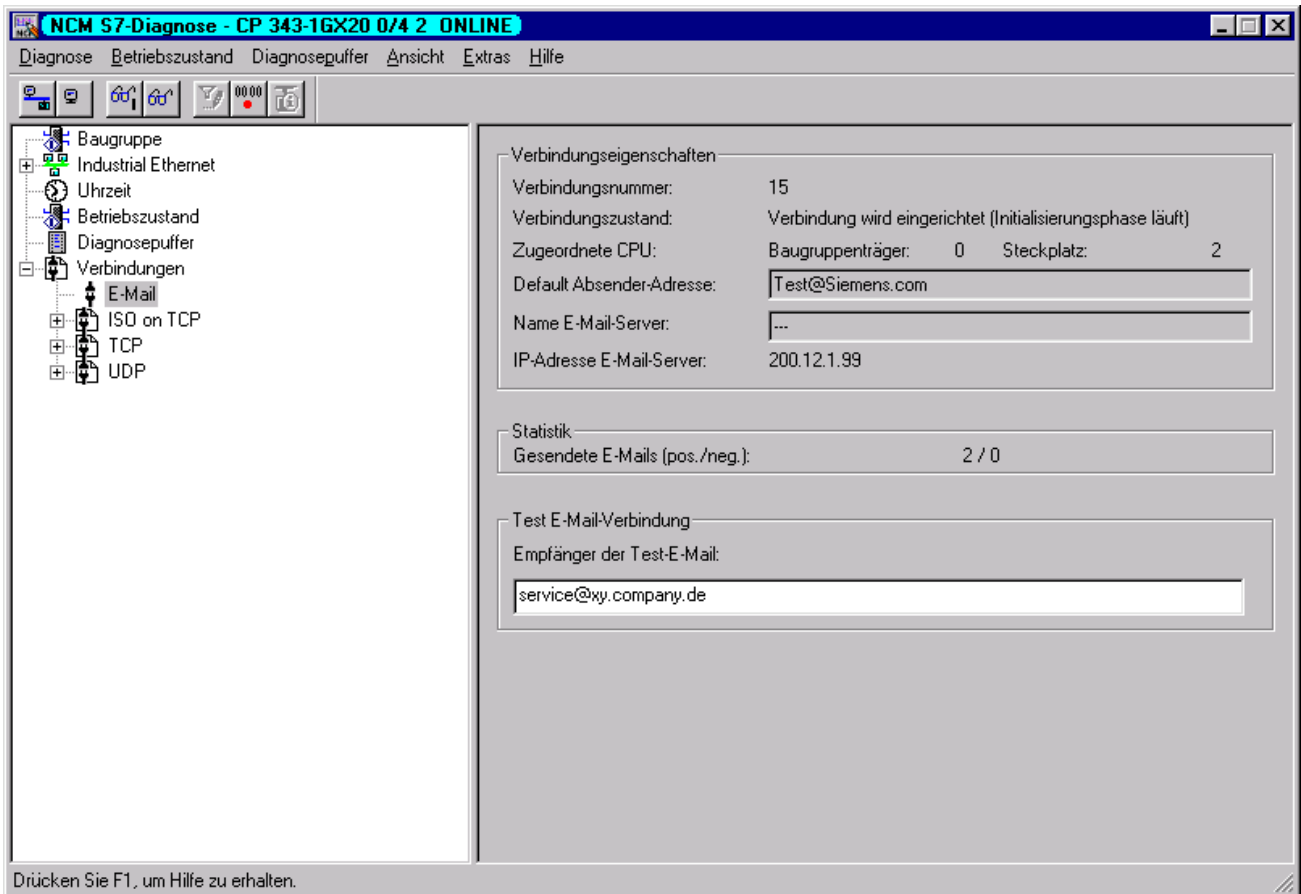 NCM S7-Diagnose - CP 343-1GX20 0/4 2 ONLINE
Diagnose Betriebszustand Diagnosepuffer Ansicht Extras Hilfe
Baugruppe
Industrial Ethernet
Uhrzeit
Betriebszustand
Diagnosepuffer
Verbindungen
E-Mail
ISO on TCP
TCP
UDP
Verbindungseigenschaften
Verbindungsnummer: 15
Verbindungszustand: Verbindung wird eingerichtet (Initialisierungsphase läuft)
Zugeordnete CPU: Baugruppenträger: 0 Steckplatz: 2
Default Absender-Adresse: Test@Siemens.com
Name E-Mail-Server: ---
IP-Adresse E-Mail-Server: 200.12.1.99
Statistik
Gesendete E-Mails (pos./neg.): 2 / 0
Test E-Mail-Verbindung
Empfänger der Test-E-Mail:
service@xy.company.de
Drücken Sie F1, um Hilfe zu erhalten.